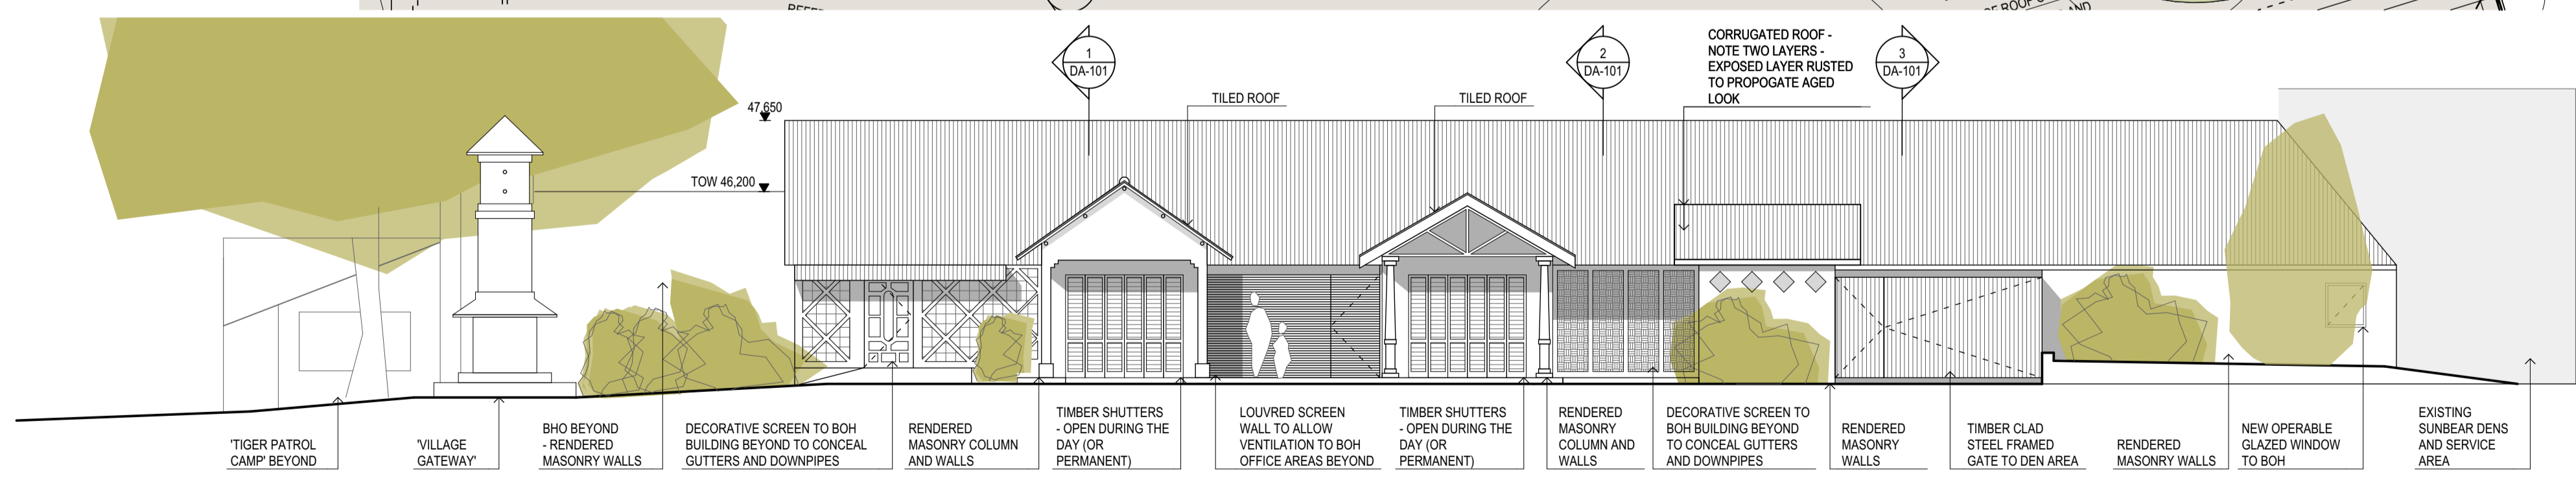 1
DA-101
2
DA-101
3
DA-101
CORRUGATED ROOF -
NOTE TWO LAYERS -
EXPOSED LAYER RUSTED
TO PROPOGATE AGED
LOOK
TILED ROOF
TILED ROOF
47,650
TOW 46,200
'TIGER PATROL
CAMP' BEYOND
'VILLAGE
GATEWAY'
BHO BEYOND
- RENDERED
MASONRY WALLS
DECORATIVE SCREEN TO BOH
BUILDING BEYOND TO CONCEAL
GUTTERS AND DOWNPIPES
RENDERED
MASONRY COLUMN
AND WALLS
TIMBER SHUTTERS
- OPEN DURING THE
DAY (OR
PERMANENT)
LOUVRED SCREEN
WALL TO ALLOW
VENTILATION TO BOH
OFFICE AREAS BEYOND
TIMBER SHUTTERS
- OPEN DURING THE
DAY (OR
PERMANENT)
RENDERED
MASONRY
COLUMN AND
WALLS
DECORATIVE SCREEN TO
BOH BUILDING BEYOND
TO CONCEAL GUTTERS
AND DOWNPIPES
RENDERED
MASONRY
WALLS
TIMBER CLAD
STEEL FRAMED
GATE TO DEN AREA
RENDERED
MASONRY WALLS
NEW OPERABLE
GLAZED WINDOW
TO BOH
EXISTING
SUNBEAR DENS
AND SERVICE
AREA